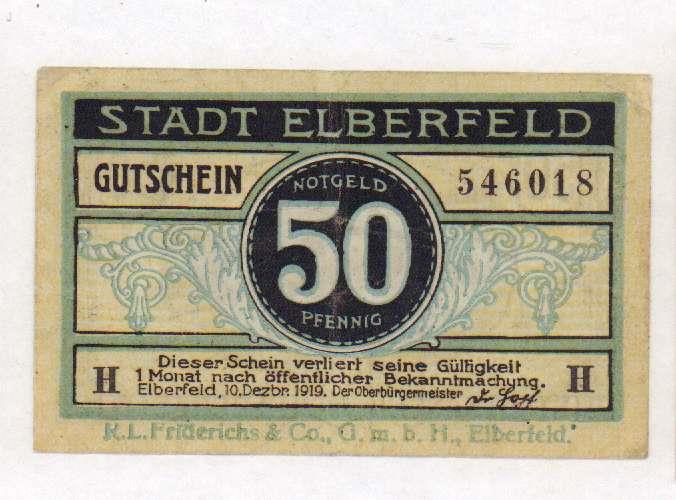 STADT ELBERFELD
GUTSCHEIN
546018
NOTGELD
50
PFENNIG
Dieser Schein verliert seine Gültigkeit
H 1 Monat nach öffentlicher Bekanntmachung. H
Elberfeld, 10. Dezbr. 1919. Der Oberbürgermeister
R.L. Friderichs & Co., G. m. b. H., Elberfeld.